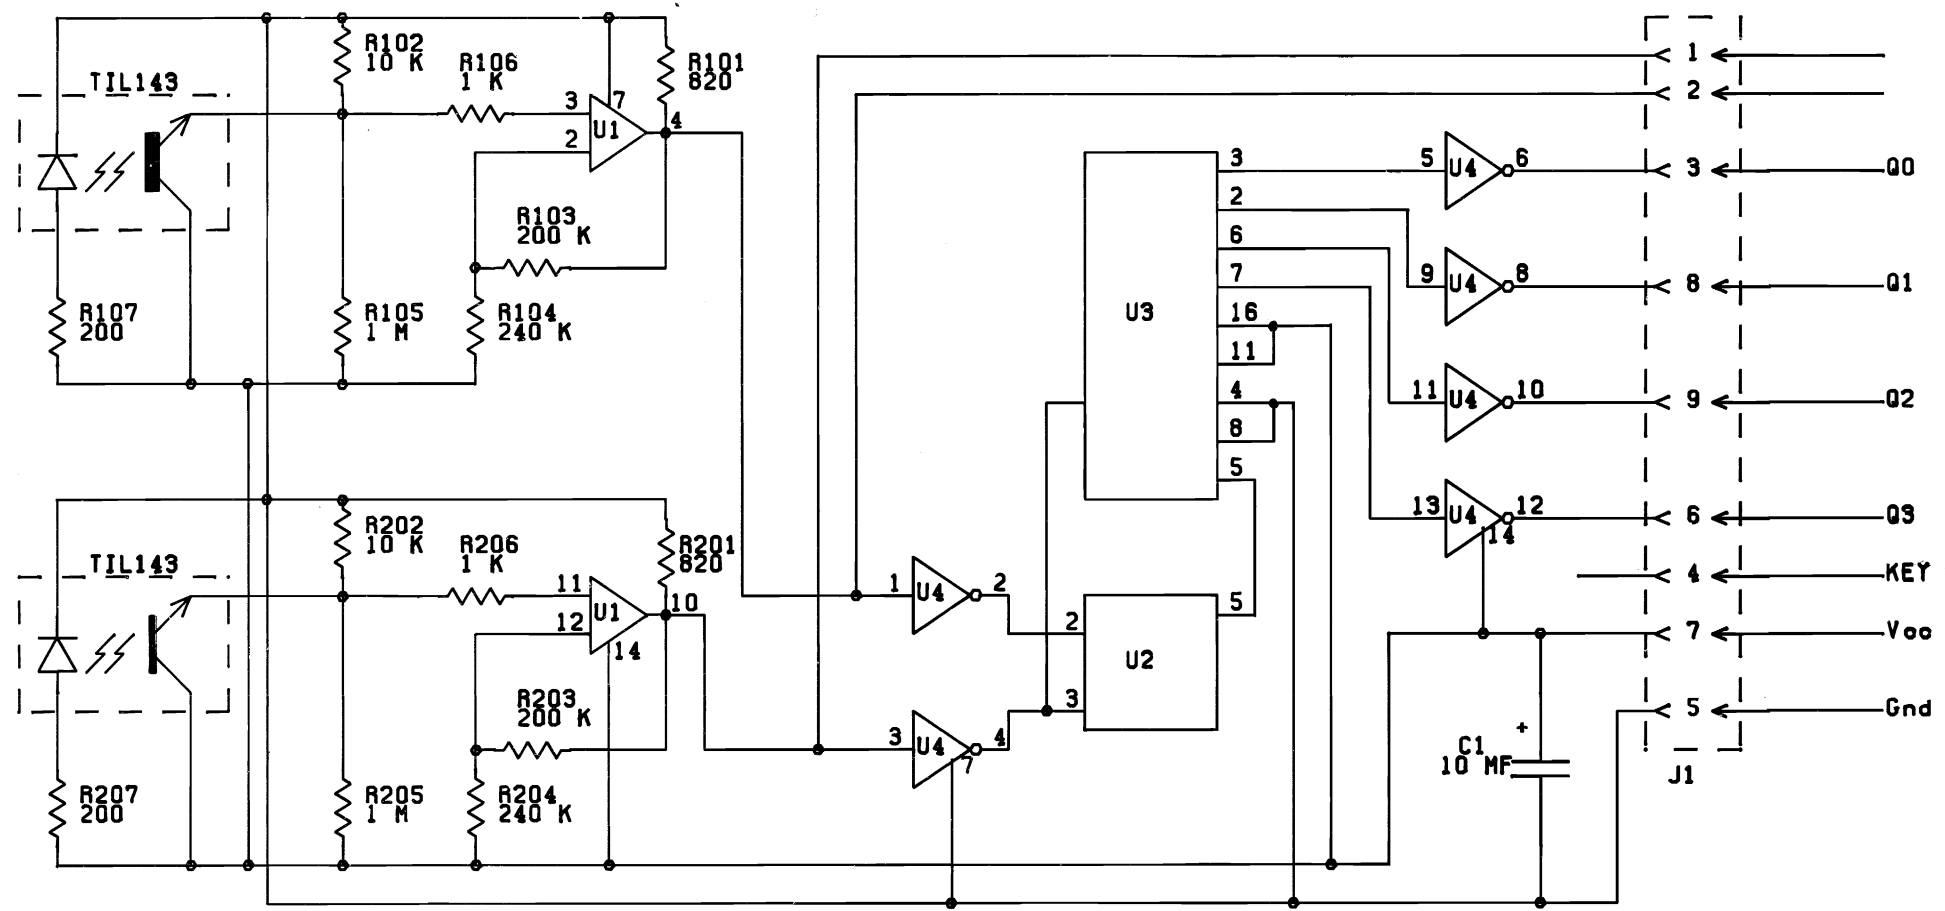 R102
10 K
R106
1 K
R101
820
TIL143
3
7
U1
4
2
R103
200 K
R107
200
R105
1 M
R104
240 K
1
2
3
5
U4
6
3
Q0
2
6
9
U4
8
8
Q1
7
U3
16
11
4
11
U4
10
9
Q2
8
5
13
U4
12
14
6
Q3
4
KEY
7
Vcc
5
Gnd
J1
+
C1
10 MF
R202
10 K
R206
1 K
R201
820
TIL143
11
U1
10
12
14
R203
200 K
R207
200
R205
1 M
R204
240 K
1
U4
2
2
5
U2
3
3
U4
4
7